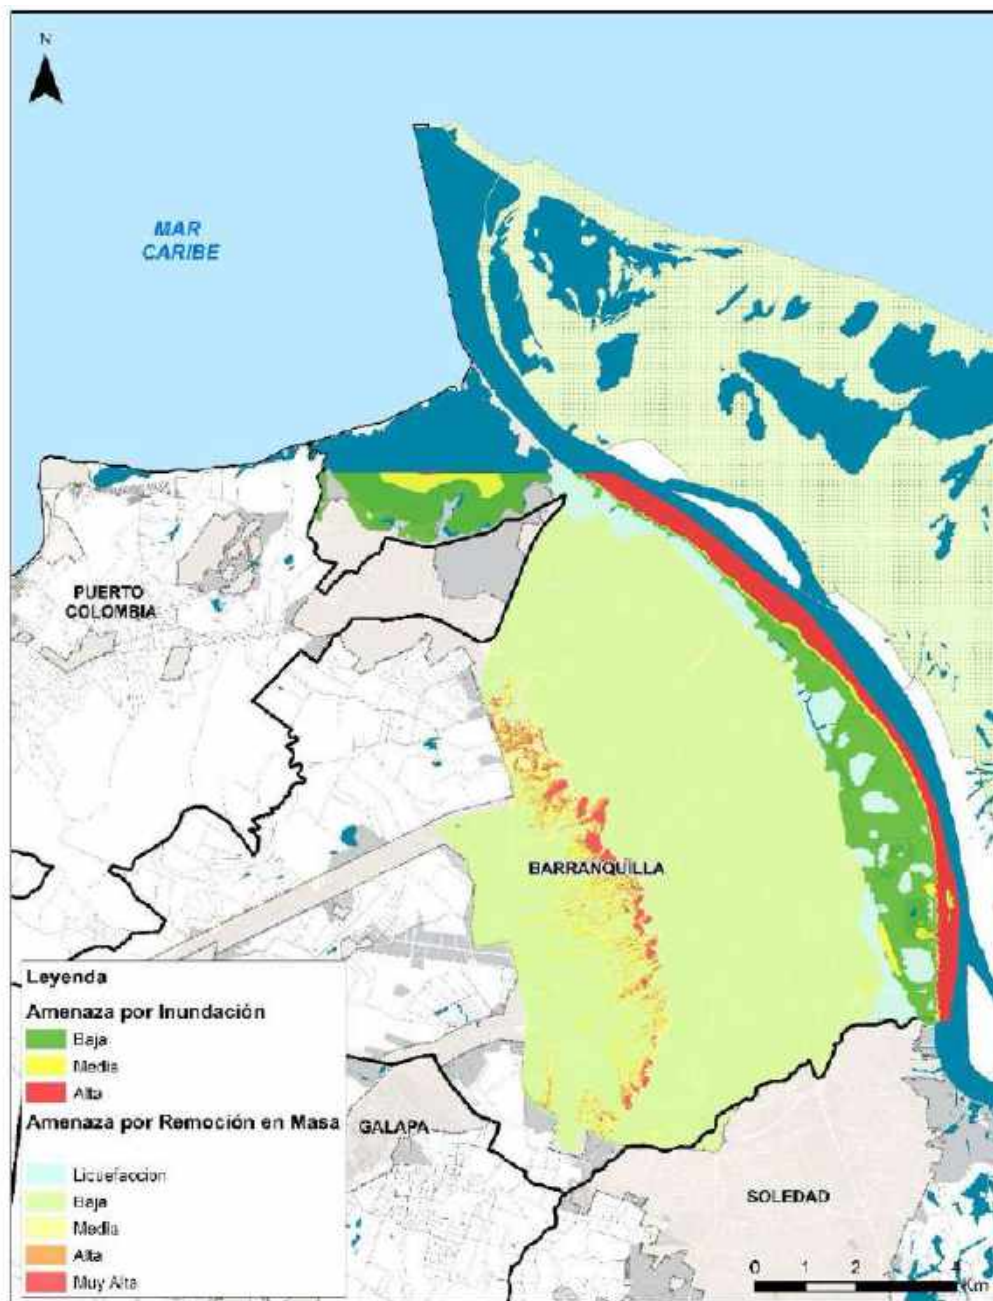 N
MAR
CARIBE
PUERTO
COLOMBIA
BARRANQUILLA
Leyenda
Amenaza por Inundación
Baja
Media
Alta
Amenaza por Remoción en Masa
Licuefaccion
Baja
Media
Alta
Muy Alta
GALAPA
SOLEDAD
0 2 4
Km